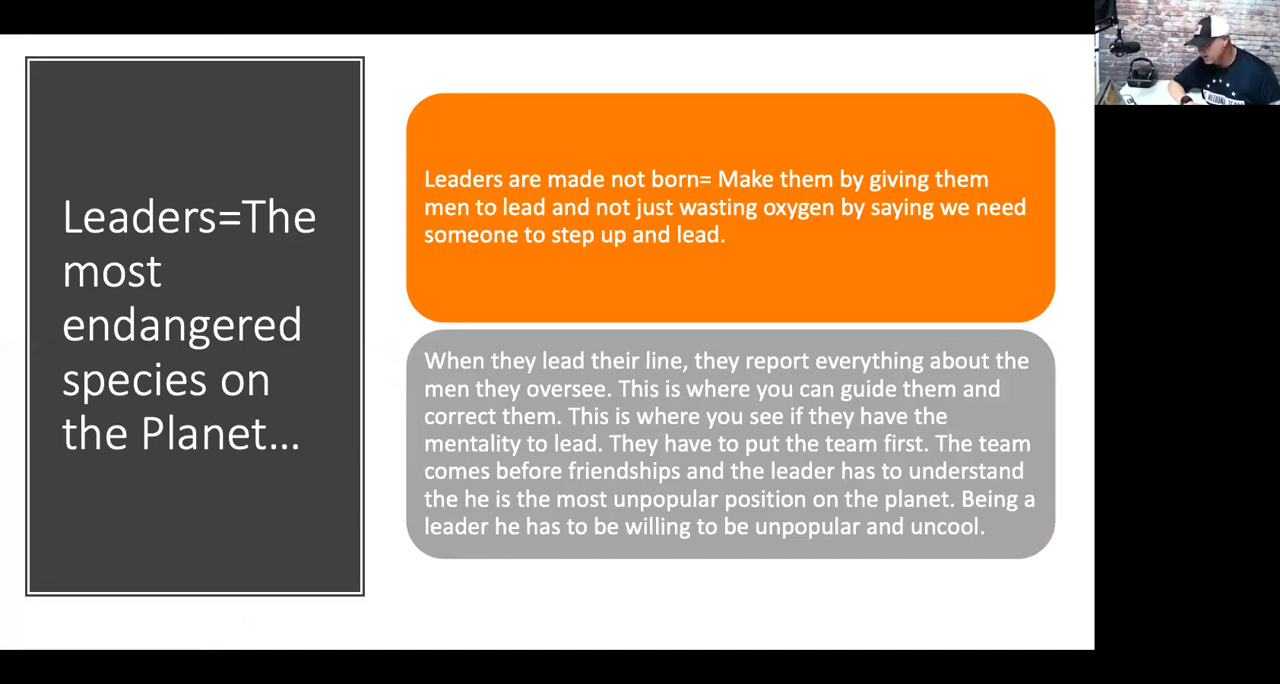 Leaders=The
most
endangered
species on
the Planet...
Leaders are made not born= Make them by giving them
men to lead and not just wasting oxygen by saying we need
someone to step up and lead.
When they lead their line, they report everything about the
men they oversee. This is where you can guide them and
correct them. This is where you see if they have the
mentality to lead. They have to put the team first. The team
comes before friendships and the leader has to understand
the he is the most unpopular position on the planet. Being a
leader he has to be willing to be unpopular and uncool.